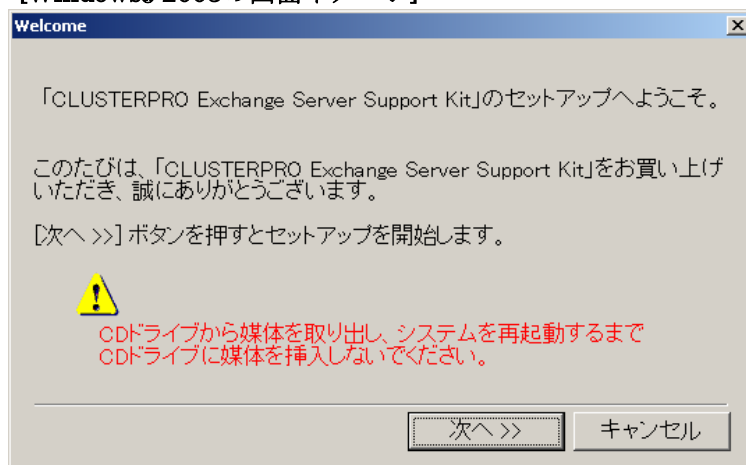 Welcome
「CLUSTERPRO Exchange Server Support Kit」のセットアップへようこそ。
このたびは、「CLUSTERPRO Exchange Server Support Kit」をお買い上げ
いただき、誠にありがとうございます。
[次へ >>] ボタンを押すとセットアップを開始します。
CDドライブから媒体を取り出し、システムを再起動するまで
CDドライブに媒体を挿入しないでください。
次へ >>
キャンセル